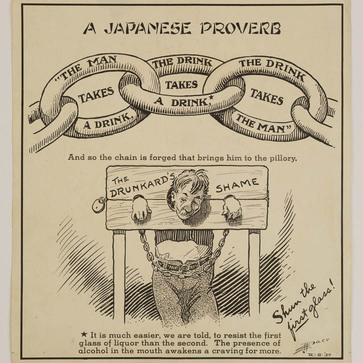 A JAPANESE PROVERB
"THE MAN TAKES A DRINK,
THE DRINK TAKES A DRINK,*
THE DRINK TAKES THE MAN"
And so the chain is forged that brings him to the pillory.
THE DRUNKARD'S SHAME
Shun the
first glass!
* It is much easier, we are told, to resist the first
glass of liquor than the second. The presence of
alcohol in the mouth awakens a craving for more.